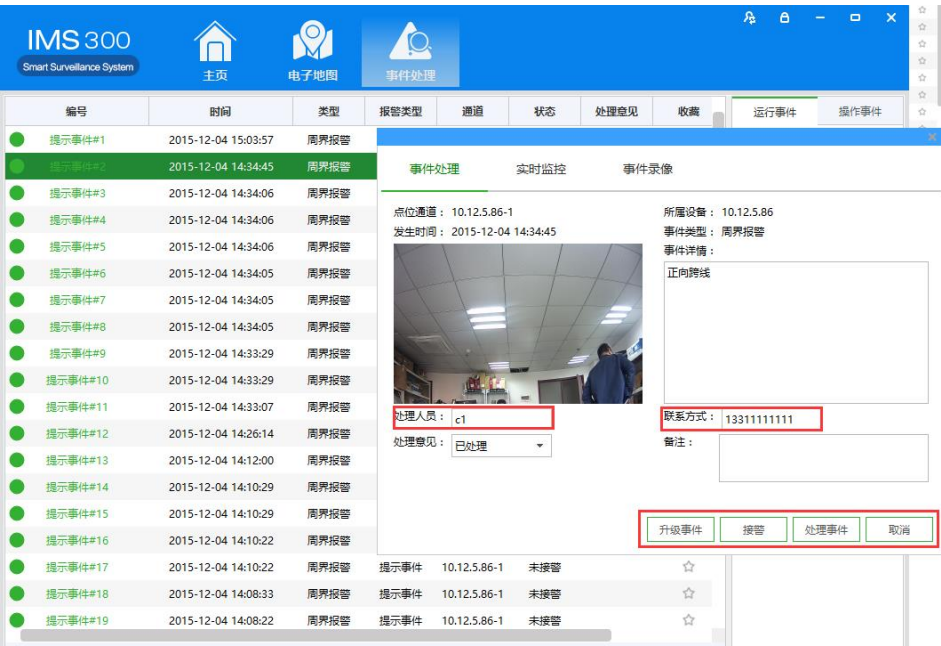 IMS 300
Smart Surveillance System
主页
电子地图
事件处理
编号 时间 类型 报警类型 通道 状态 处理意见 收藏
运行事件 操作事件
提示事件#1 2015-12-04 15:03:57 周界报警
提示事件#2 2015-12-04 14:34:45 周界报警
提示事件#3 2015-12-04 14:34:06 周界报警
提示事件#4 2015-12-04 14:34:06 周界报警
提示事件#5 2015-12-04 14:34:06 周界报警
提示事件#6 2015-12-04 14:34:05 周界报警
提示事件#7 2015-12-04 14:34:05 周界报警
提示事件#8 2015-12-04 14:34:05 周界报警
提示事件#9 2015-12-04 14:33:29 周界报警
提示事件#10 2015-12-04 14:33:29 周界报警
提示事件#11 2015-12-04 14:33:07 周界报警
提示事件#12 2015-12-04 14:26:14 周界报警
提示事件#13 2015-12-04 14:12:00 周界报警
提示事件#14 2015-12-04 14:10:29 周界报警
提示事件#15 2015-12-04 14:10:29 周界报警
提示事件#16 2015-12-04 14:10:22 周界报警
提示事件#17 2015-12-04 14:10:22 周界报警 提示事件 10.12.5.86-1 未接警
提示事件#18 2015-12-04 14:08:33 周界报警 提示事件 10.12.5.86-1 未接警
提示事件#19 2015-12-04 14:08:22 周界报警 提示事件 10.12.5.86-1 未接警
事件处理 实时监控 事件录像
点位通道： 10.12.5.86-1
发生时间： 2015-12-04 14:34:45
所属设备： 10.12.5.86
事件类型： 周界报警
事件详情：
正向跨线
处理人员： c1
联系方式： 13311111111
处理意见： 已处理
备注：
升级事件 接警 处理事件 取消